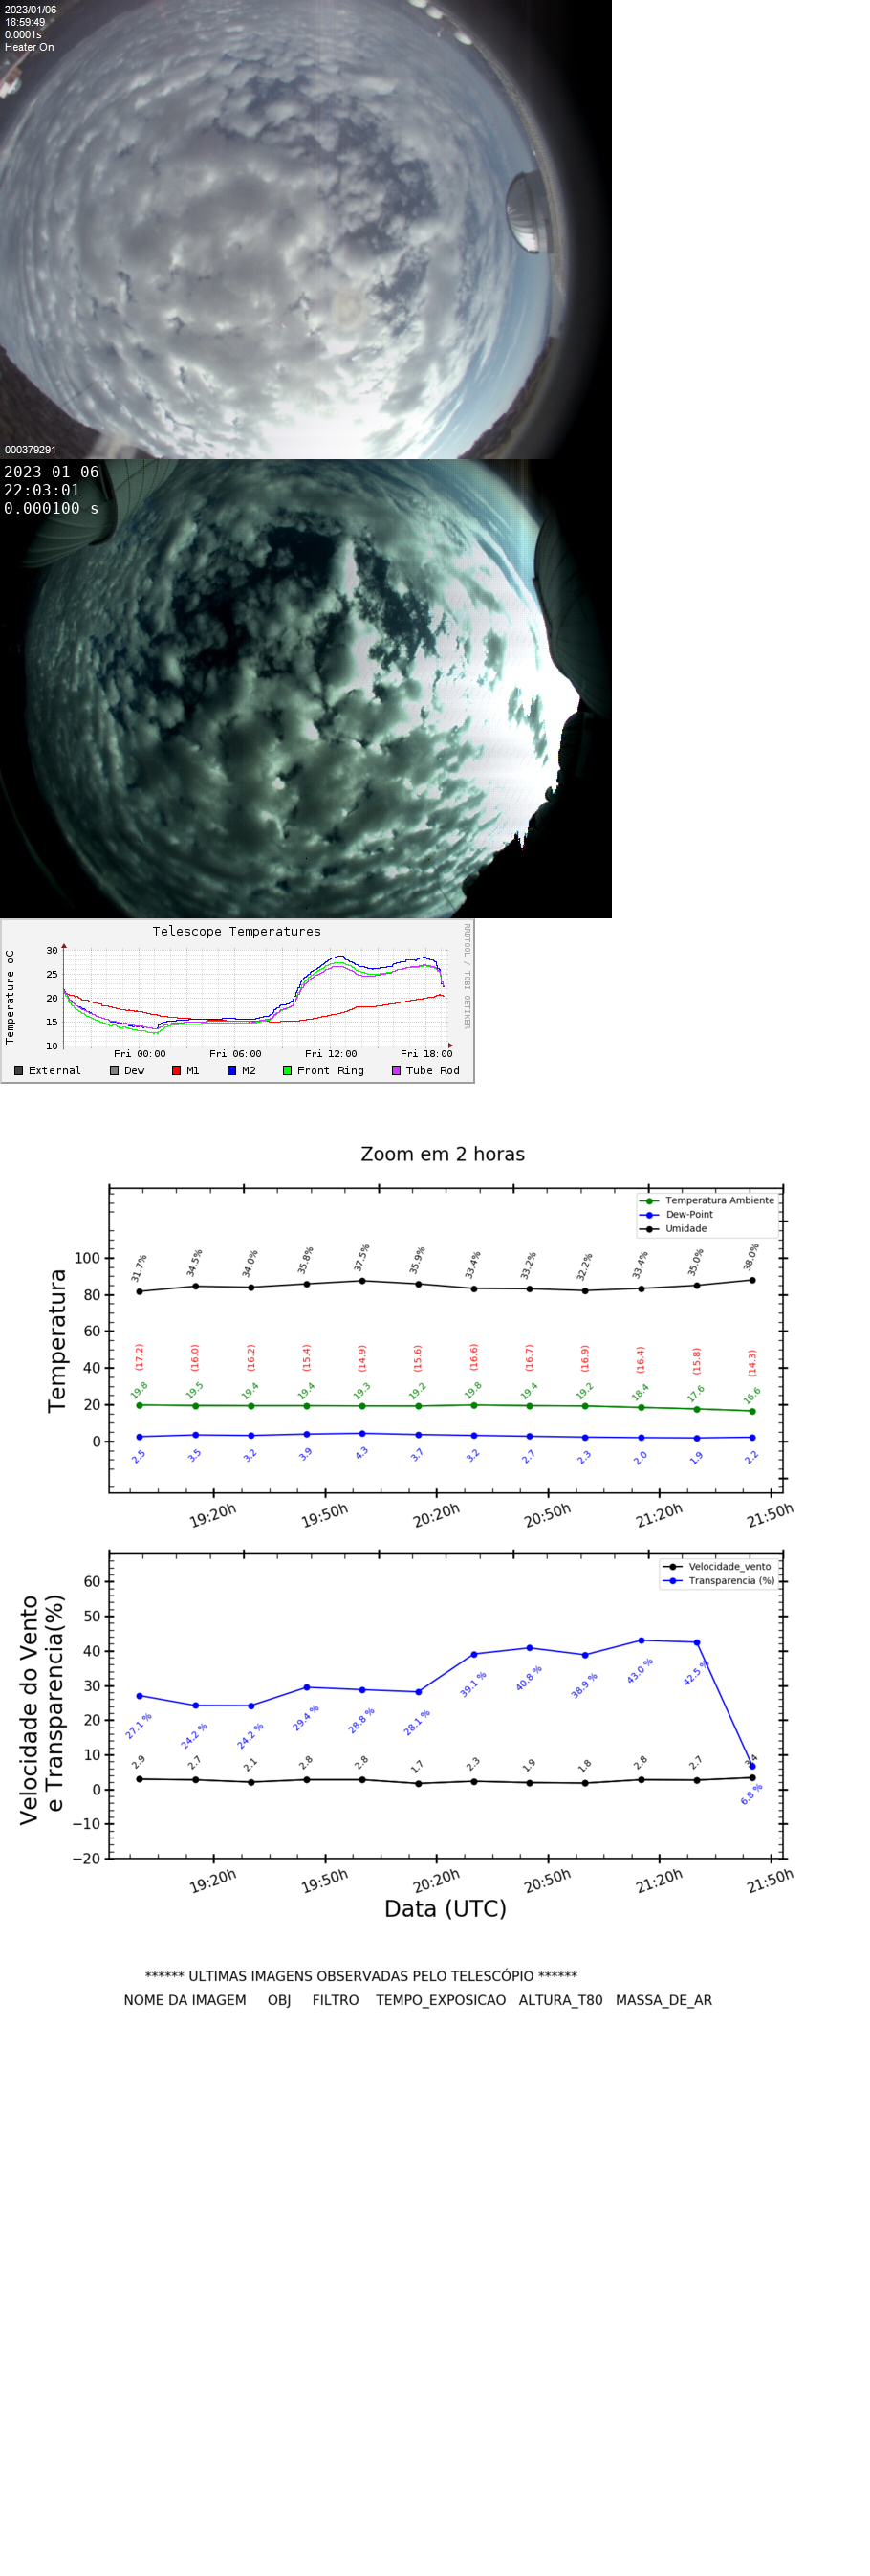 2023/01/06
18:59:49
0.0001s
Heater On
000379291
2023-01-06
22:03:01
0.000100 s
Telescope Temperatures
RRDTOOL / TOBI OETIKER
Temperature oC
30
25
20
15
10
Fri 00:00 Fri 06:00 Fri 12:00 Fri 18:00
External Dew M1 M2 Front Ring Tube Rod
Zoom em 2 horas
Temperatura Ambiente
Dew-Point
Umidade
Temperatura
100
80
60
40
20
0
31.7% 34.5% 34.0% 35.8% 37.5% 35.9% 33.4% 33.2% 32.2% 33.4% 35.0% 38.0%
(17.2) (16.0) (16.2) (15.4) (14.9) (15.6) (16.6) (16.7) (16.9) (16.4) (15.8) (14.3)
19.8 19.5 19.4 19.4 19.3 19.2 19.8 19.4 19.2 18.4 17.6 16.6
2.5 3.5 3.2 3.9 4.3 3.7 3.2 2.7 2.3 2.0 1.9 2.2
19:20h 19:50h 20:20h 20:50h 21:20h 21:50h
Velocidade_vento
Transparencia (%)
Velocidade do Vento
e Transparencia(%)
60
50
40
30
20
10
0
−10
−20
27.1 % 24.2 % 24.2 % 29.4 % 28.8 % 28.1 % 39.1 % 40.8 % 38.9 % 43.0 % 42.5 % 6.8 %
2.9 2.7 2.1 2.8 2.8 1.7 2.3 1.9 1.8 2.8 2.7 3.4
19:20h 19:50h 20:20h 20:50h 21:20h 21:50h
Data (UTC)
****** ULTIMAS IMAGENS OBSERVADAS PELO TELESCÓPIO ******
NOME DA IMAGEM OBJ FILTRO TEMPO_EXPOSICAO ALTURA_T80 MASSA_DE_AR